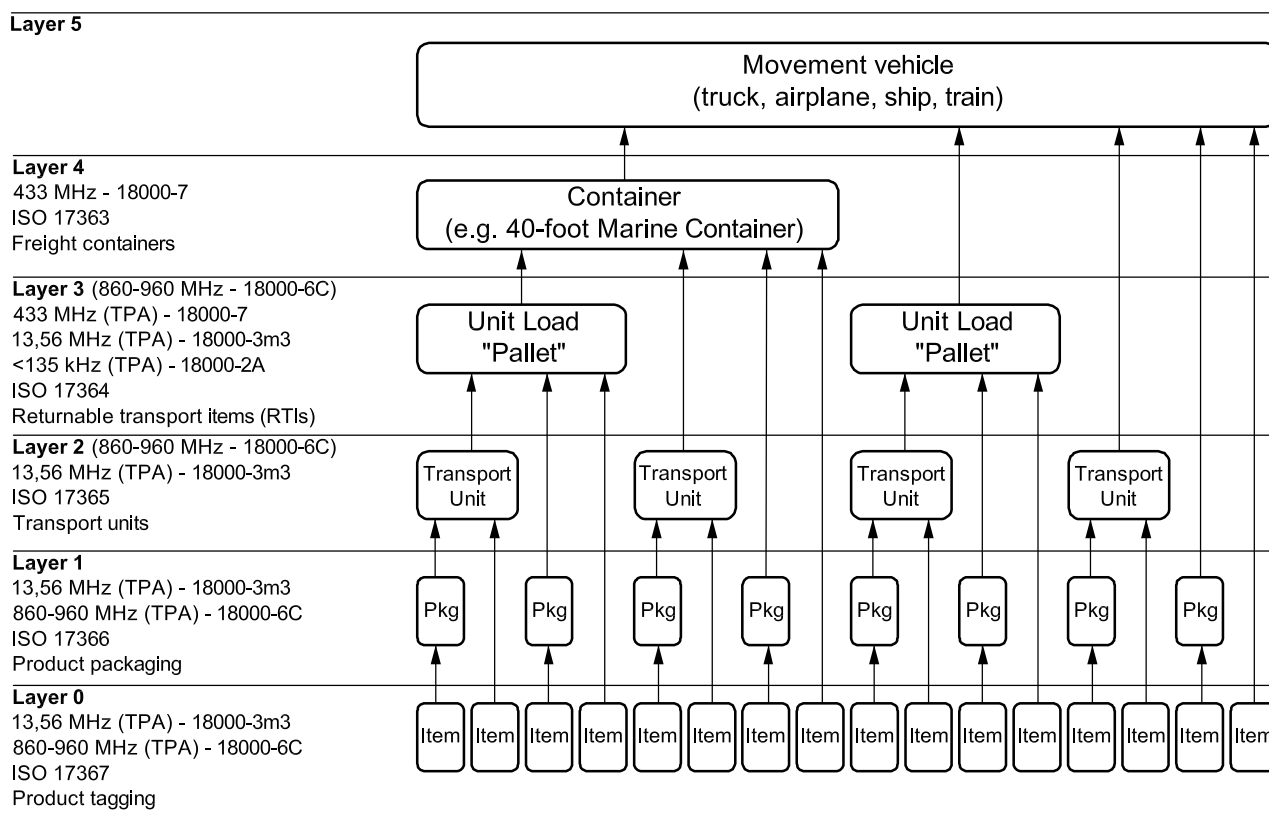 Layer 5
Movement vehicle
(truck, airplane, ship, train)
Layer 4
433 MHz - 18000-7
ISO 17363
Freight containers
Container
(e.g. 40-foot Marine Container)
Layer 3 (860-960 MHz - 18000-6C)
433 MHz (TPA) - 18000-7
13,56 MHz (TPA) - 18000-3m3
<135 kHz (TPA) - 18000-2A
ISO 17364
Returnable transport items (RTIs)
Unit Load
"Pallet"
Unit Load
"Pallet"
Layer 2 (860-960 MHz - 18000-6C)
13,56 MHz (TPA) - 18000-3m3
ISO 17365
Transport units
Transport
Unit
Transport
Unit
Transport
Unit
Transport
Unit
Layer 1
13,56 MHz (TPA) - 18000-3m3
860-960 MHz (TPA) - 18000-6C
ISO 17366
Product packaging
Pkg Pkg Pkg Pkg Pkg Pkg Pkg Pkg
Layer 0
13,56 MHz (TPA) - 18000-3m3
860-960 MHz (TPA) - 18000-6C
ISO 17367
Product tagging
Item Item Item Item Item Item Item Item Item Item Item Item Item Item Item Item